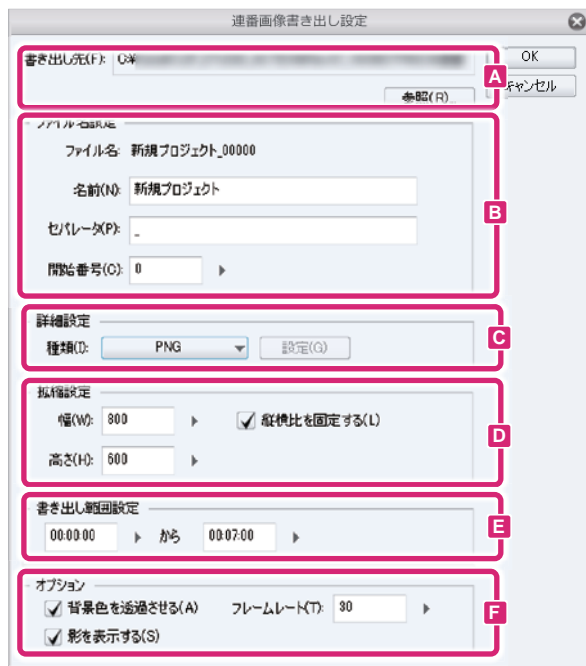 連番画像書き出し設定
書き出し先(F): C:¥
OK
A
参照(R)...
キャンセル
ファイル名設定
ファイル名: 新規プロジェクト_00000
名前(N): 新規プロジェクト
B
セパレータ(P): _
開始番号(C): 0
詳細設定
種類(I): PNG 設定(G)
C
拡縮設定
幅(W): 800 縦横比を固定する(L)
D
高さ(H): 600
書き出し範囲設定
E
00:00:00 から 00:07:00
オプション
背景色を透過させる(A) フレームレート(T): 30
F
影を表示する(S)